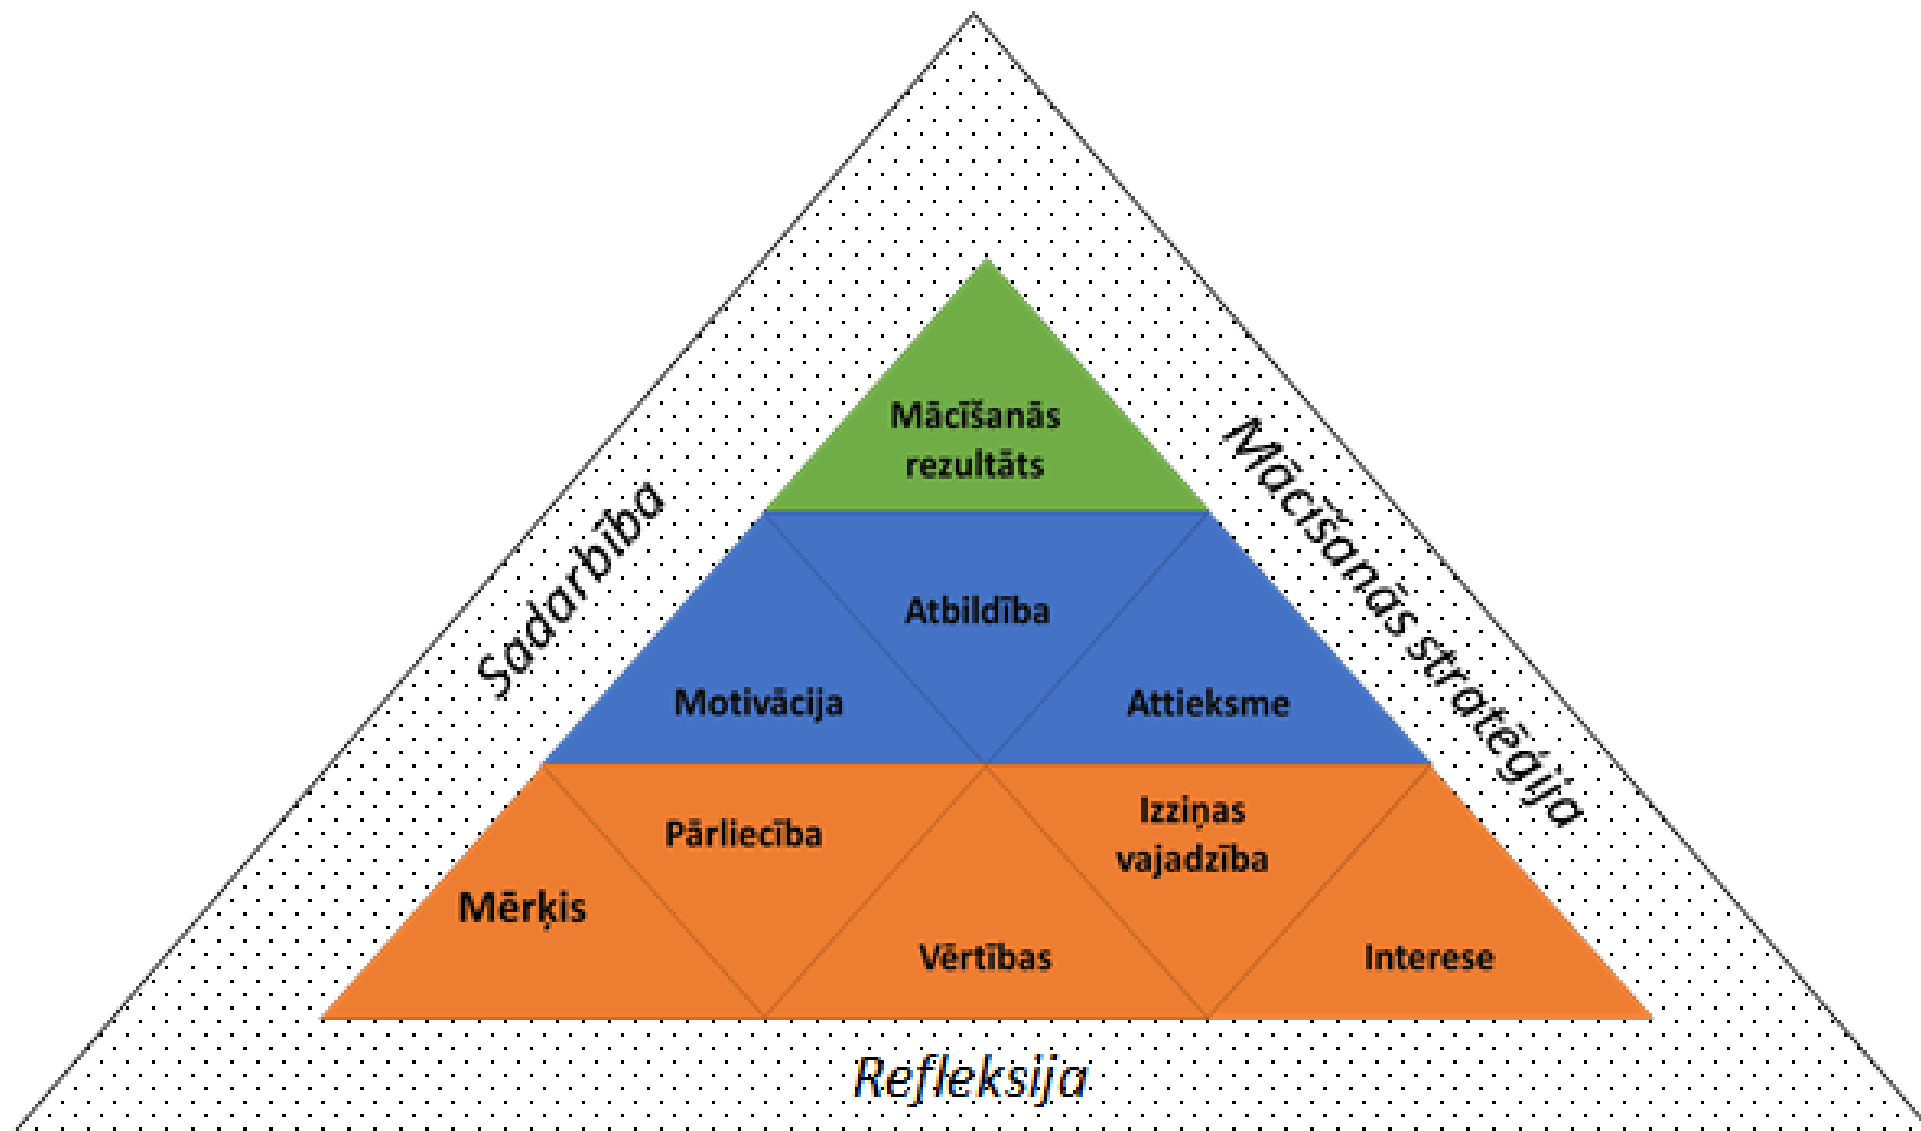 Mācīšanās
rezultāts
Sadarbība
Mācīšanās stratēģija
Atbildība
Motivācija
Attieksme
Pārliecība
Izziņas
vajadzība
Mērķis
Vērtības
Interese
Refleksija